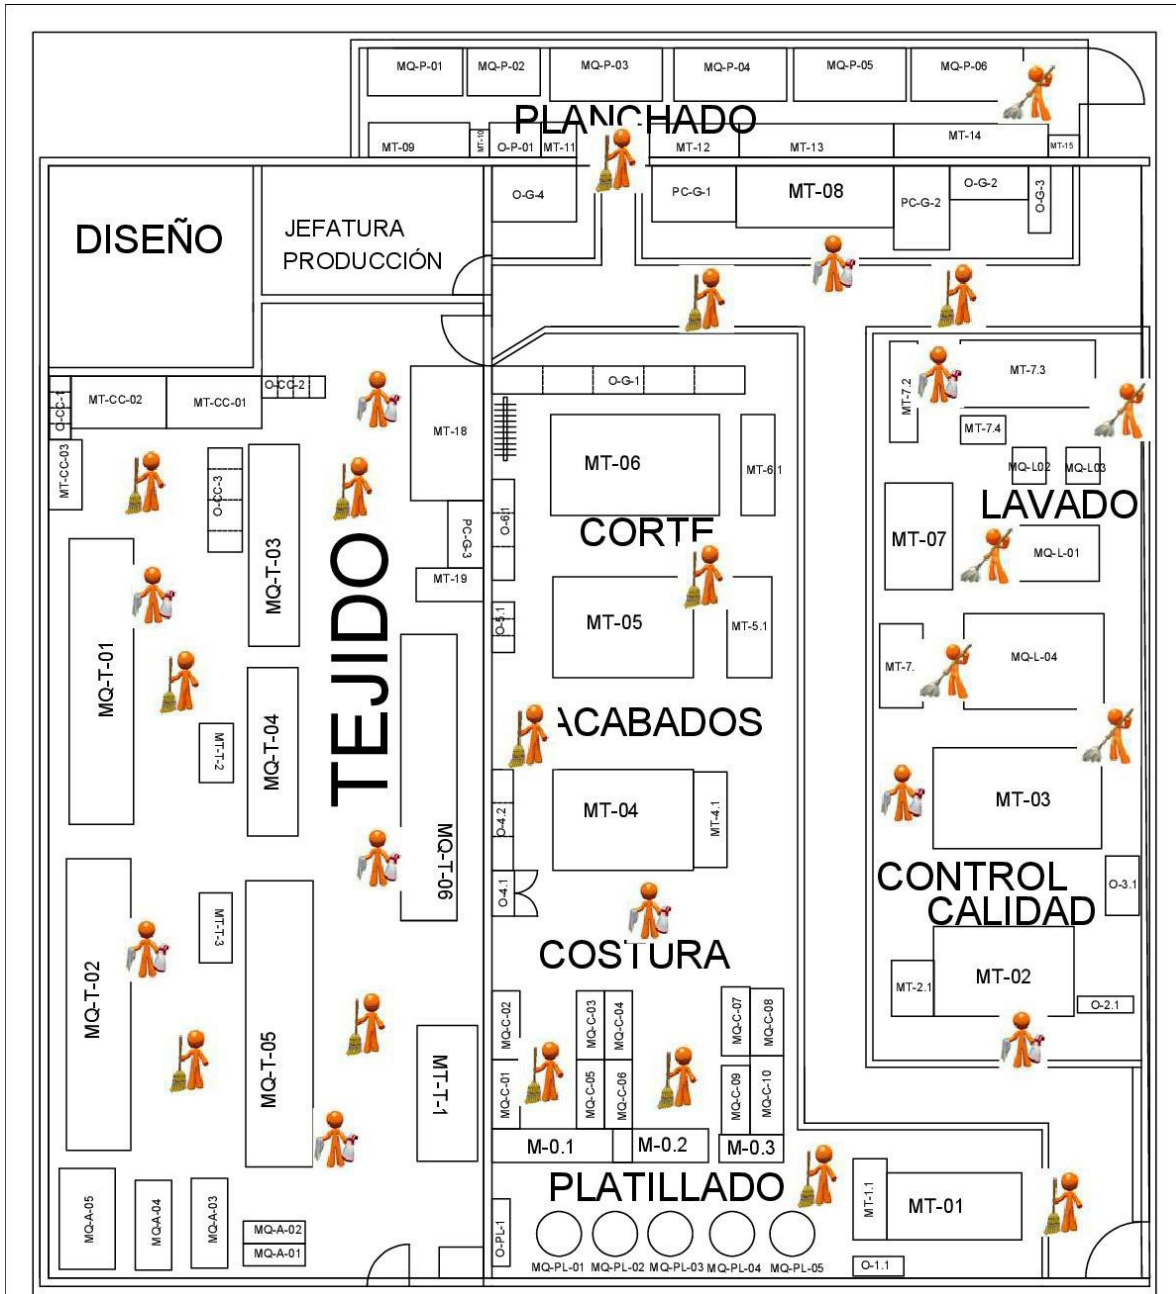 MQ-P-01
MQ-P-02
MQ-P-03
MQ-P-04
MQ-P-05
MQ-P-06
PLANCHADO
MT-09
MT-10
O-P-01
MT-11
MT-12
MT-13
MT-14
MT-15
DISEÑO
JEFATURA
PRODUCCIÓN
O-G-4
PC-G-1
MT-08
PC-G-2
O-G-2
O-G-3
O-CC-1
MT-CC-02
MT-CC-01
O-CC-2
MT-CC-03
O-CC-3
MT-18
PC-G-3
MT-19
TEJIDO
MQ-T-01
MQ-T-03
MQ-T-04
MT-T-2
MQ-T-06
MQ-T-02
MT-T-3
MQ-T-05
MT-T-1
MQ-A-05
MQ-A-04
MQ-A-03
MQ-A-02
MQ-A-01
O-G-1
MT-06
MT-6.1
O-6.1
CORTE
MT-05
MT-5.1
O-5.1
ACABADOS
MT-04
MT-4.1
O-4.2
O-4.1
COSTURA
MQ-C-02
MQ-C-03
MQ-C-04
MQ-C-07
MQ-C-08
MQ-C-01
MQ-C-05
MQ-C-06
MQ-C-09
MQ-C-10
M-0.1
M-0.2
M-0.3
PLATILLADO
O-PL-1
MQ-PL-01
MQ-PL-02
MQ-PL-03
MQ-PL-04
MQ-PL-05
MT-7.2
MT-7.3
MT-7.4
MQ-L02
MQ-L03
LAVADO
MT-07
MQ-L-01
MT-7.
MQ-L-04
MT-03
CONTROL
CALIDAD
O-3.1
MT-2.1
MT-02
O-2.1
MT-1.1
MT-01
O-1.1